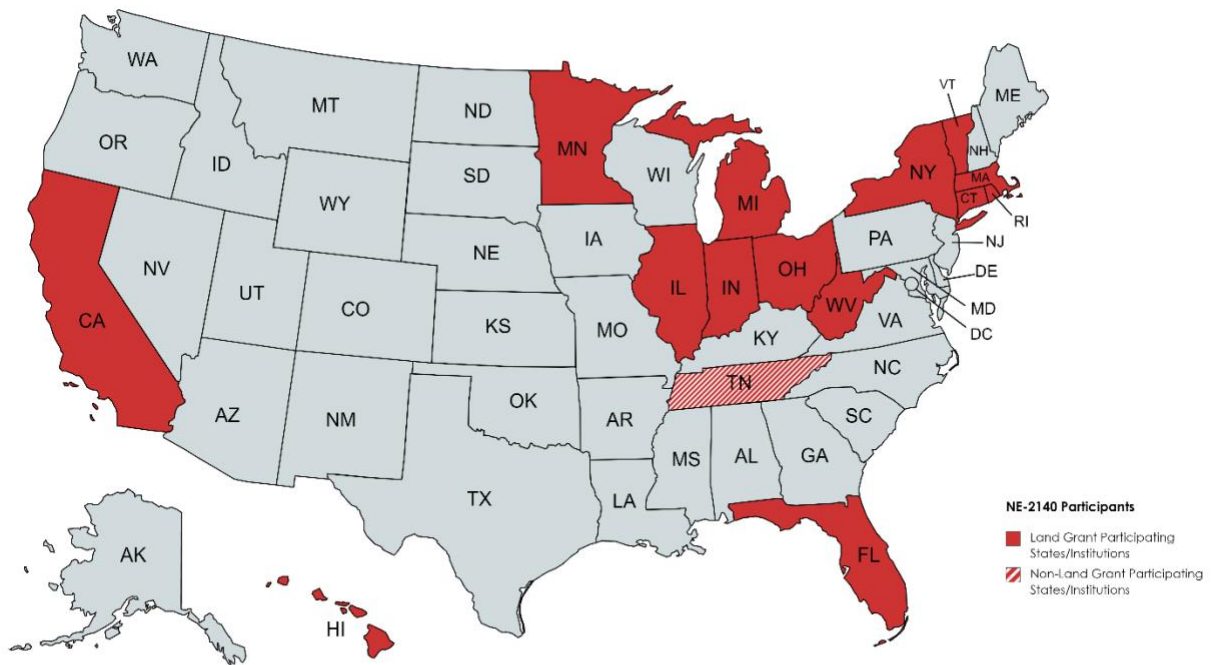 WA
MT
ND
MN
VT
ME
OR
ID
SD
WI
NH
NY
MA
CT
RI
WY
MI
IA
PA
NJ
NE
DE
NV
UT
CO
IL
IN
OH
WV
MD
DC
CA
KS
MO
KY
VA
TN
NC
AZ
NM
OK
AR
SC
MS
AL
GA
TX
LA
FL
AK
HI
NE-2140 Participants
Land Grant Participating
States/Institutions
Non-Land Grant Participating
States/Institutions